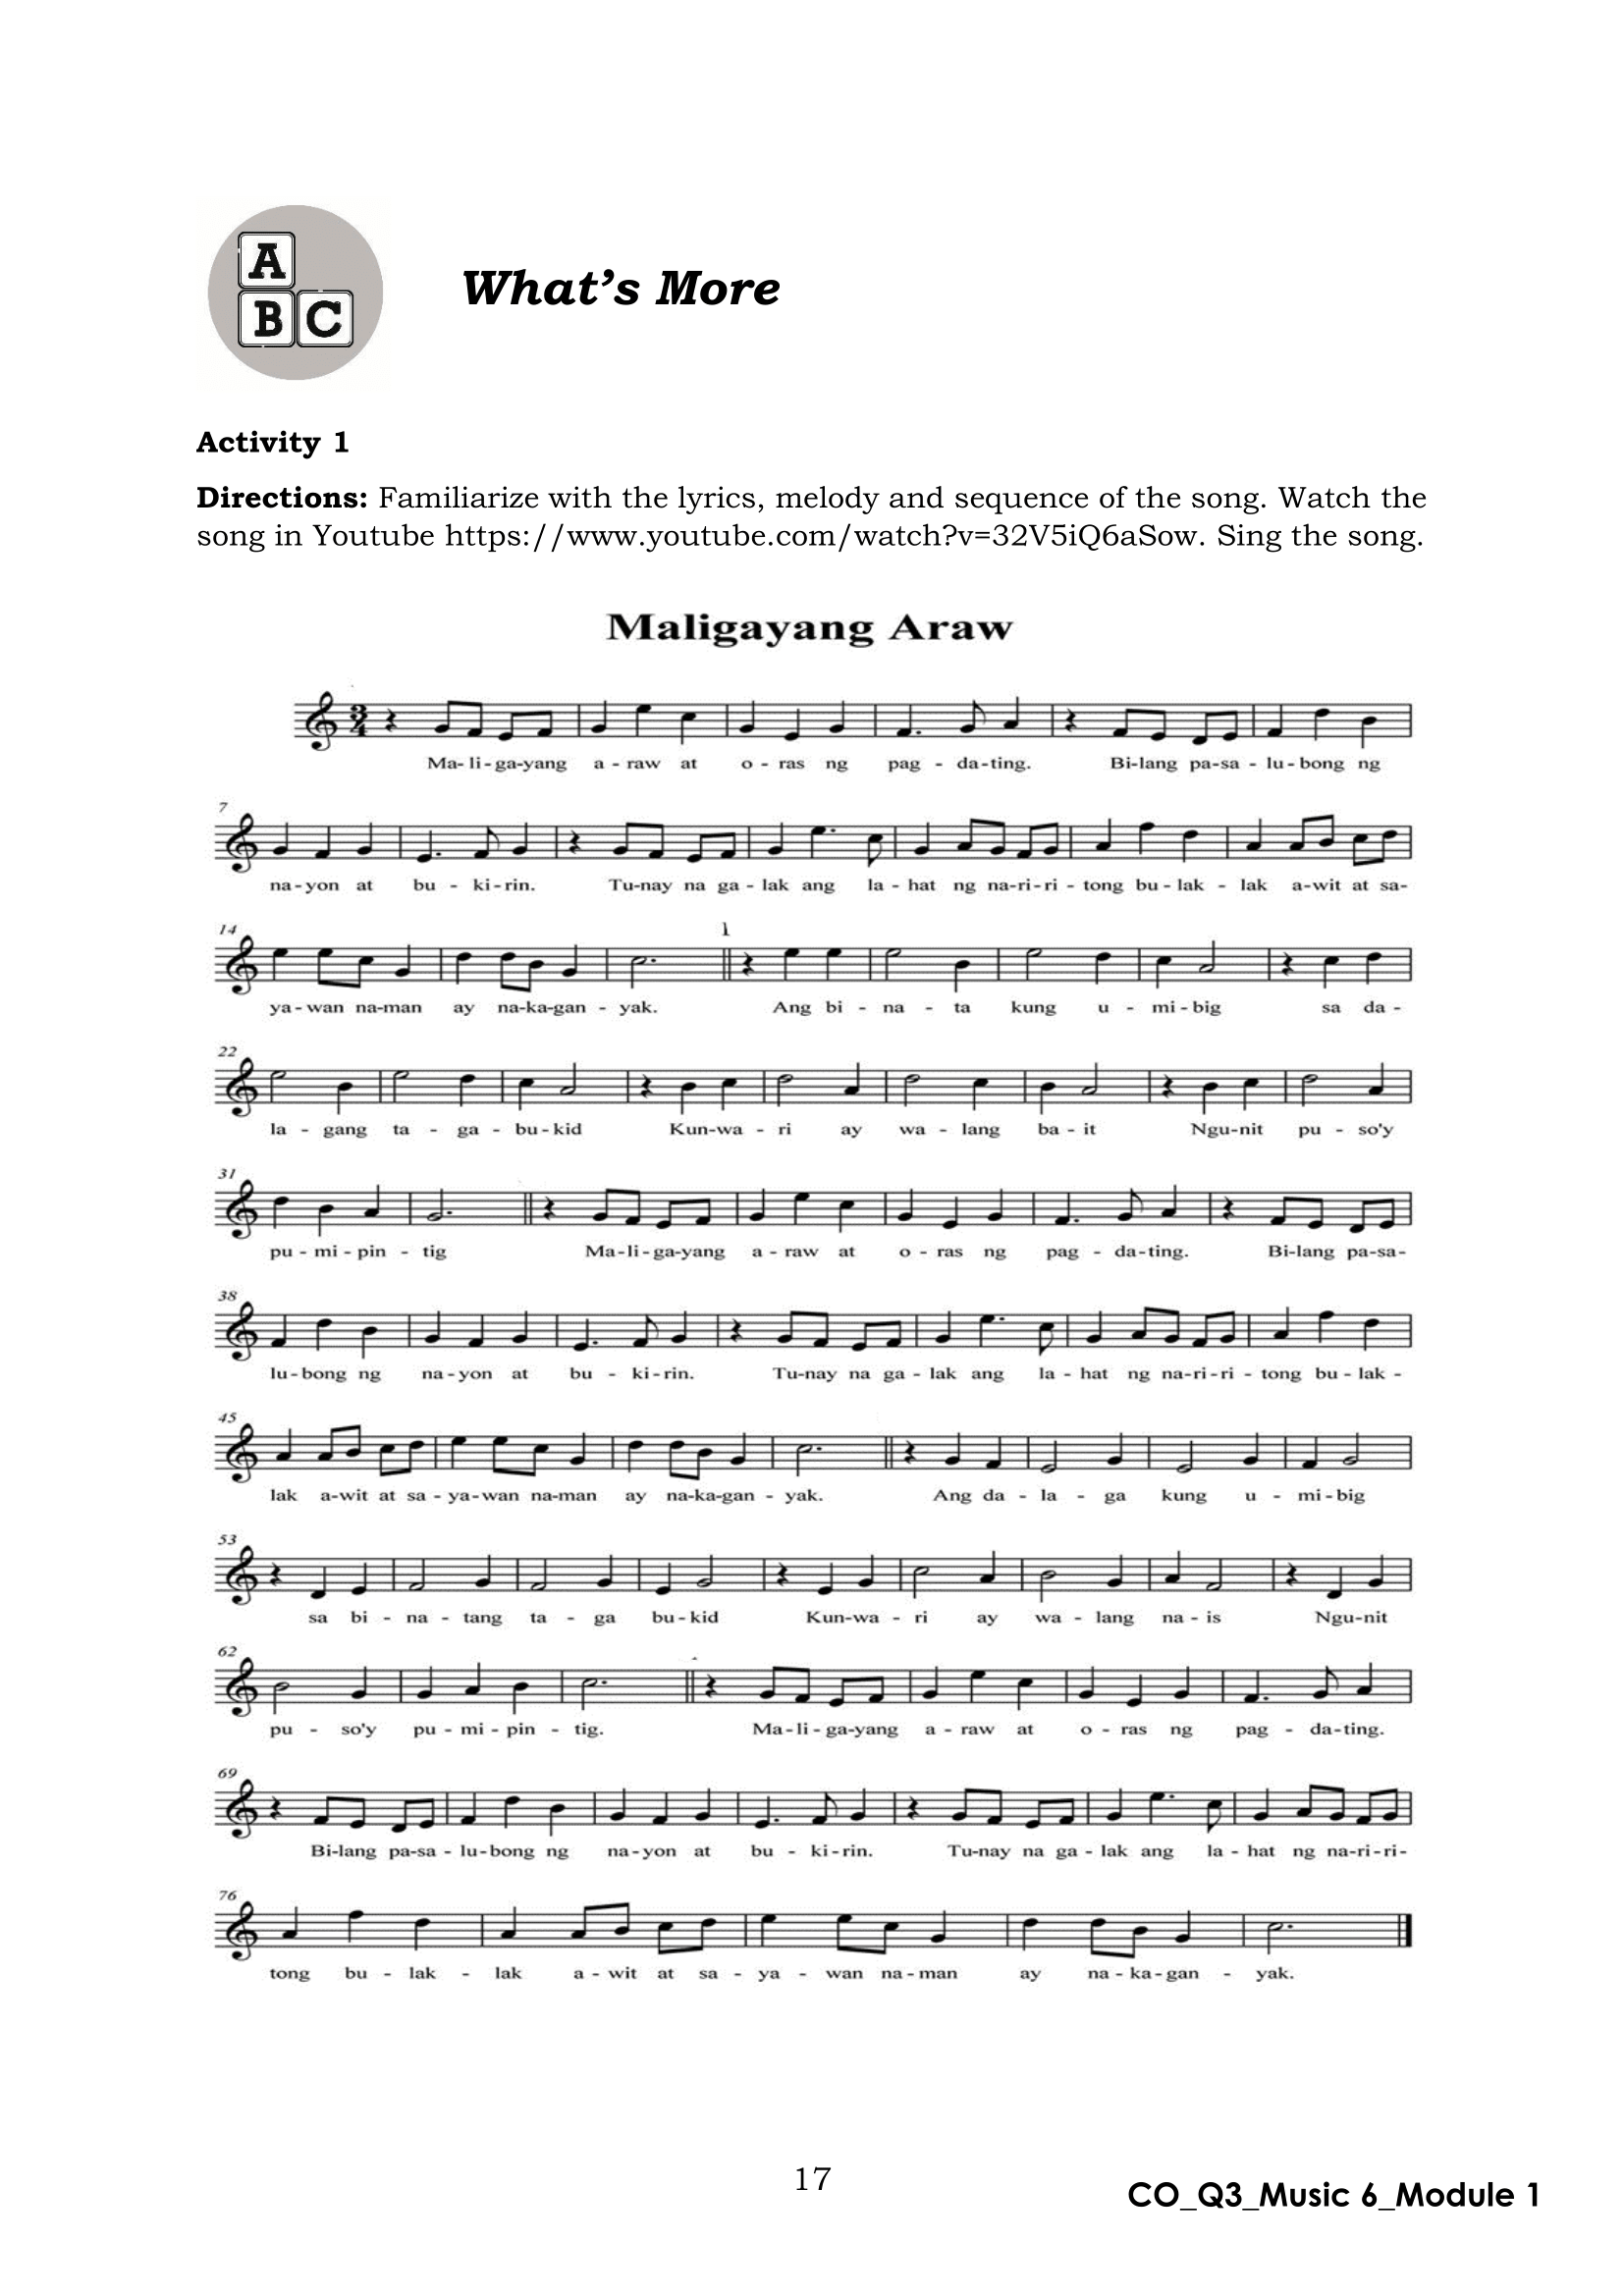 A
B C
What's More
Activity 1
Directions: Familiarize with the lyrics, melody and sequence of the song. Watch the
song in Youtube https://www.youtube.com/watch?v=32V5iQ6aSow. Sing the song.
Maligayang Araw
3
4
Ma-li-ga-yang a-raw at o-ras ng pag-da-ting. Bi-lang pa-sa-lu-bong ng
7
na-yon at bu-ki-rin. Tu-nay na ga-lak ang la-hat ng na-ri-ri-tong bu-lak-lak a-wit at sa-
14
1
ya-wan na-man ay na-ka-gan-yak. Ang bi-na-ta kung u-mi-big sa da-
22
la-gang ta-ga-bu-kid Kun-wa-ri ay wa-lang ba-it Ngu-nit pu-so'y
31
pu-mi-pin-tig Ma-li-ga-yang a-raw at o-ras ng pag-da-ting. Bi-lang pa-sa-
38
lu-bong ng na-yon at bu-ki-rin. Tu-nay na ga-lak ang la-hat ng na-ri-ri-tong bu-lak-
45
lak a-wit at sa-ya-wan na-man ay na-ka-gan-yak. Ang da-la-ga kung u-mi-big
53
sa bi-na-tang ta-ga bu-kid Kun-wa-ri ay wa-lang na-is Ngu-nit
62
pu-so'y pu-mi-pin-tig. Ma-li-ga-yang a-raw at o-ras ng pag-da-ting.
69
Bi-lang pa-sa-lu-bong ng na-yon at bu-ki-rin. Tu-nay na ga-lak ang la-hat ng na-ri-ri-
76
tong bu-lak-lak a-wit at sa-ya-wan na-man ay na-ka-gan-yak.
17
CO_Q3_Music 6_Module 1